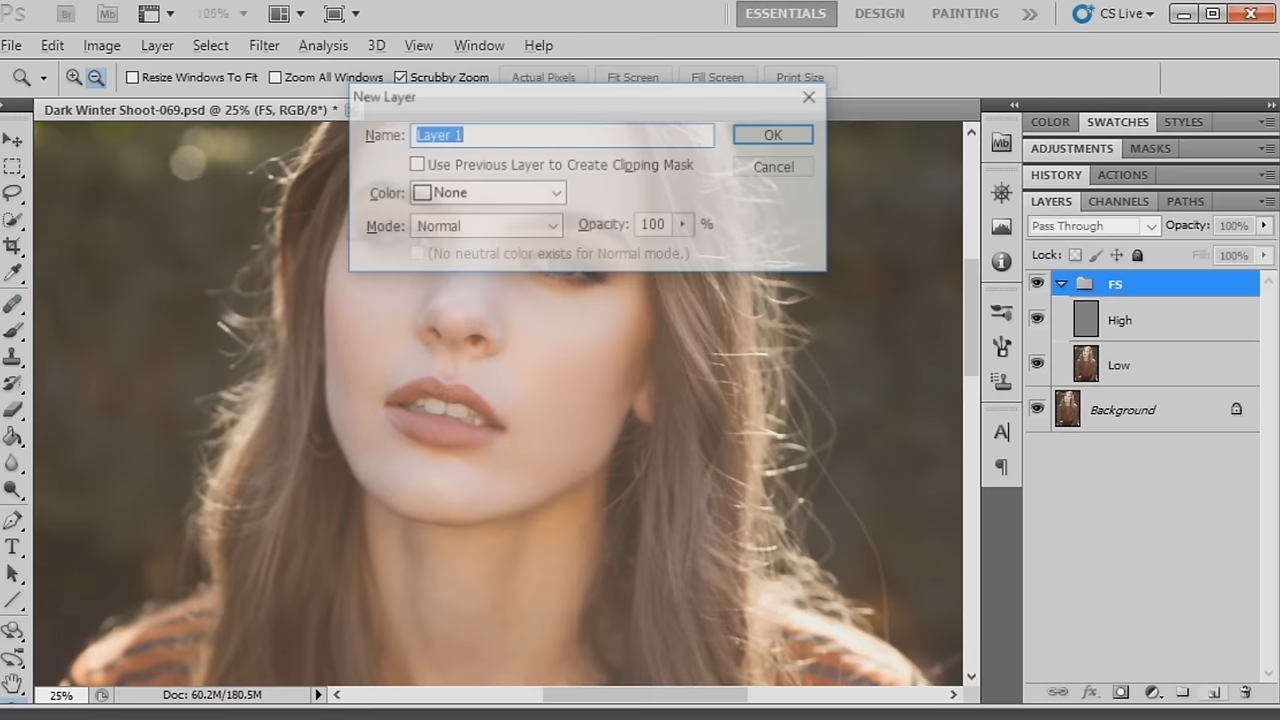 Ps Br Mb 125% ESSENTIALS DESIGN PAINTING CS Live
File Edit Image Layer Select Filter Analysis 3D View Window Help
Resize Windows To Fit Zoom All Windows Scrubby Zoom Actual Pixels Fit Screen Fill Screen Print Size
Dark Winter Shoot-069.psd @ 25% (FS, RGB/8*) *
New Layer
Name: Layer 1 OK
Use Previous Layer to Create Clipping Mask Cancel
Color: None
Mode: Normal Opacity: 100 %
(No neutral color exists for Normal mode.)
COLOR SWATCHES STYLES
Mb
ADJUSTMENTS MASKS
HISTORY ACTIONS
LAYERS CHANNELS PATHS
Pass Through Opacity: 100%
Lock: Fill: 100%
FS
High
Low
Background
25% Doc: 60.2M/180.5M